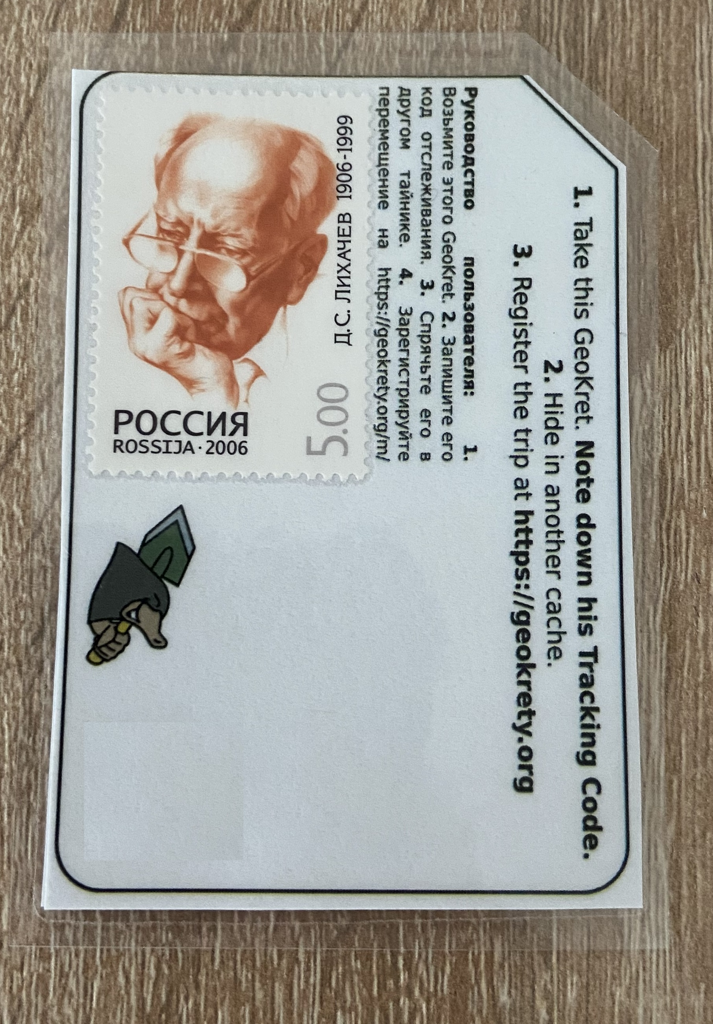 1. Take this GeoKret. Note down his Tracking Code.
2. Hide in another cache.
3. Register the trip at https://geokrety.org
Руководство пользователя: 1.
Возьмите этого GeoKret. 2. Запишите его
код отслеживания. 3. Спрячьте его в
другом тайнике. 4. Зарегистрируйте
перемещение на https://geokrety.org/m/
Д.С. ЛИХАЧЕВ 1906-1999
5.00
РОССИЯ
ROSSIJA·2006